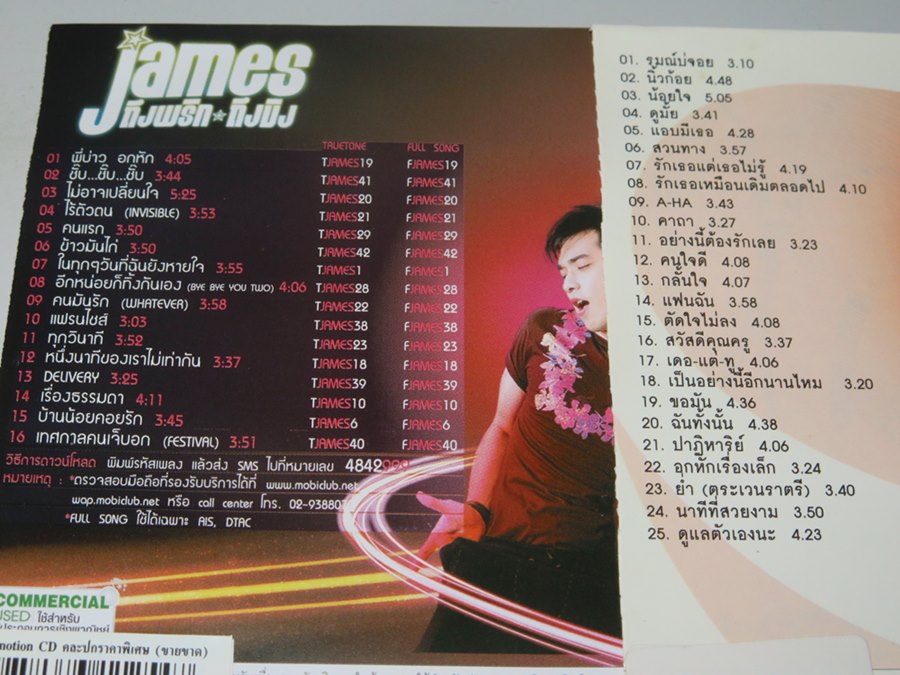 james
ถึงพริก ถึงขิง
TRUETONE FULL SONG
01 พี่บ่าว อกหัก 4:05 TJAMES19 FJAMES19
02 ซิ๊บ...ซิ๊บ...ซิ๊บ 3:44 TJAMES41 FJAMES41
03 ไม่อาจเปลี่ยนใจ 5:25 TJAMES20 FJAMES20
04 ไร้ตัวตน (INVISIBLE) 3:53 TJAMES21 FJAMES21
05 คนแรก 3:50 TJAMES29 FJAMES29
06 ข้าวมันไก่ 3:50 TJAMES42 FJAMES42
07 ในทุกๆวันที่ฉันยังหายใจ 3:55 TJAMES1 FJAMES1
08 อีกหน่อยก็ทิ้งกันเอง (BYE BYE YOU TWO) 4:06 TJAMES28 FJAMES28
09 คนมันรัก (WHATEVER) 3:58 TJAMES22 FJAMES22
10 แฟรนไชส์ 3:03 TJAMES38 FJAMES38
11 ทุกวินาที 3:52 TJAMES23 FJAMES23
12 หนึ่งนาทีของเราไม่เท่ากัน 3:37 TJAMES18 FJAMES18
13 DELIVERY 3:25 TJAMES39 FJAMES39
14 เรื่องธรรมดา 4:11 TJAMES10 FJAMES10
15 บ้านน้อยคอยรัก 3:45 TJAMES6 FJAMES6
16 เทศกาลคนเจ็บอก (FESTIVAL) 3:51 TJAMES40 FJAMES40
วิธีการดาวน์โหลด พิมพ์รหัสเพลง แล้วส่ง SMS ไปที่หมายเลข 4842099
หมายเหตุ : *ตรวจสอบมือถือที่รองรับบริการได้ที่ www.mobiclub.net
wap.mobiclub.net หรือ call center โทร. 02-93880
*FULL SONG ใช้ได้เฉพาะ AIS, DTAC
COMMERCIAL
USED ใช้สำหรับ
motion CD คละปกราคาพิเศษ (ขายขาด)
01. รมณ์บ่จอย 3.10
02. นิ้วก้อย 4.48
03. น้อยใจ 5.05
04. ดูมั้ย 3.41
05. แอบมีเธอ 4.28
06. สวนทาง 3.57
07. รักเธอแต่เธอไม่รู้ 4.19
08. รักเธอเหมือนเดิมตลอดไป 4.10
09. A-HA 3.43
10. คาถา 3.27
11. อย่างนี้ต้องรักเลย 3.23
12. คนใจดี 4.08
13. กลั้นใจ 4.07
14. แฟนฉัน 3.58
15. ตัดใจไม่ลง 4.08
16. สวัสดีคุณครู 3.37
17. เดอ-แต่-ทู 4.06
18. เป็นอย่างนี้อีกนานไหม 3.20
19. ขอมัน 4.36
20. ฉันทั้งนั้น 4.38
21. ปาฏิหาริย์ 4.06
22. อกหักเรื่องเล็ก 3.24
23. ยำ (ตระเวนราตรี) 3.40
24. นาทีที่สวยงาม 3.50
25. ดูแลตัวเองนะ 4.23